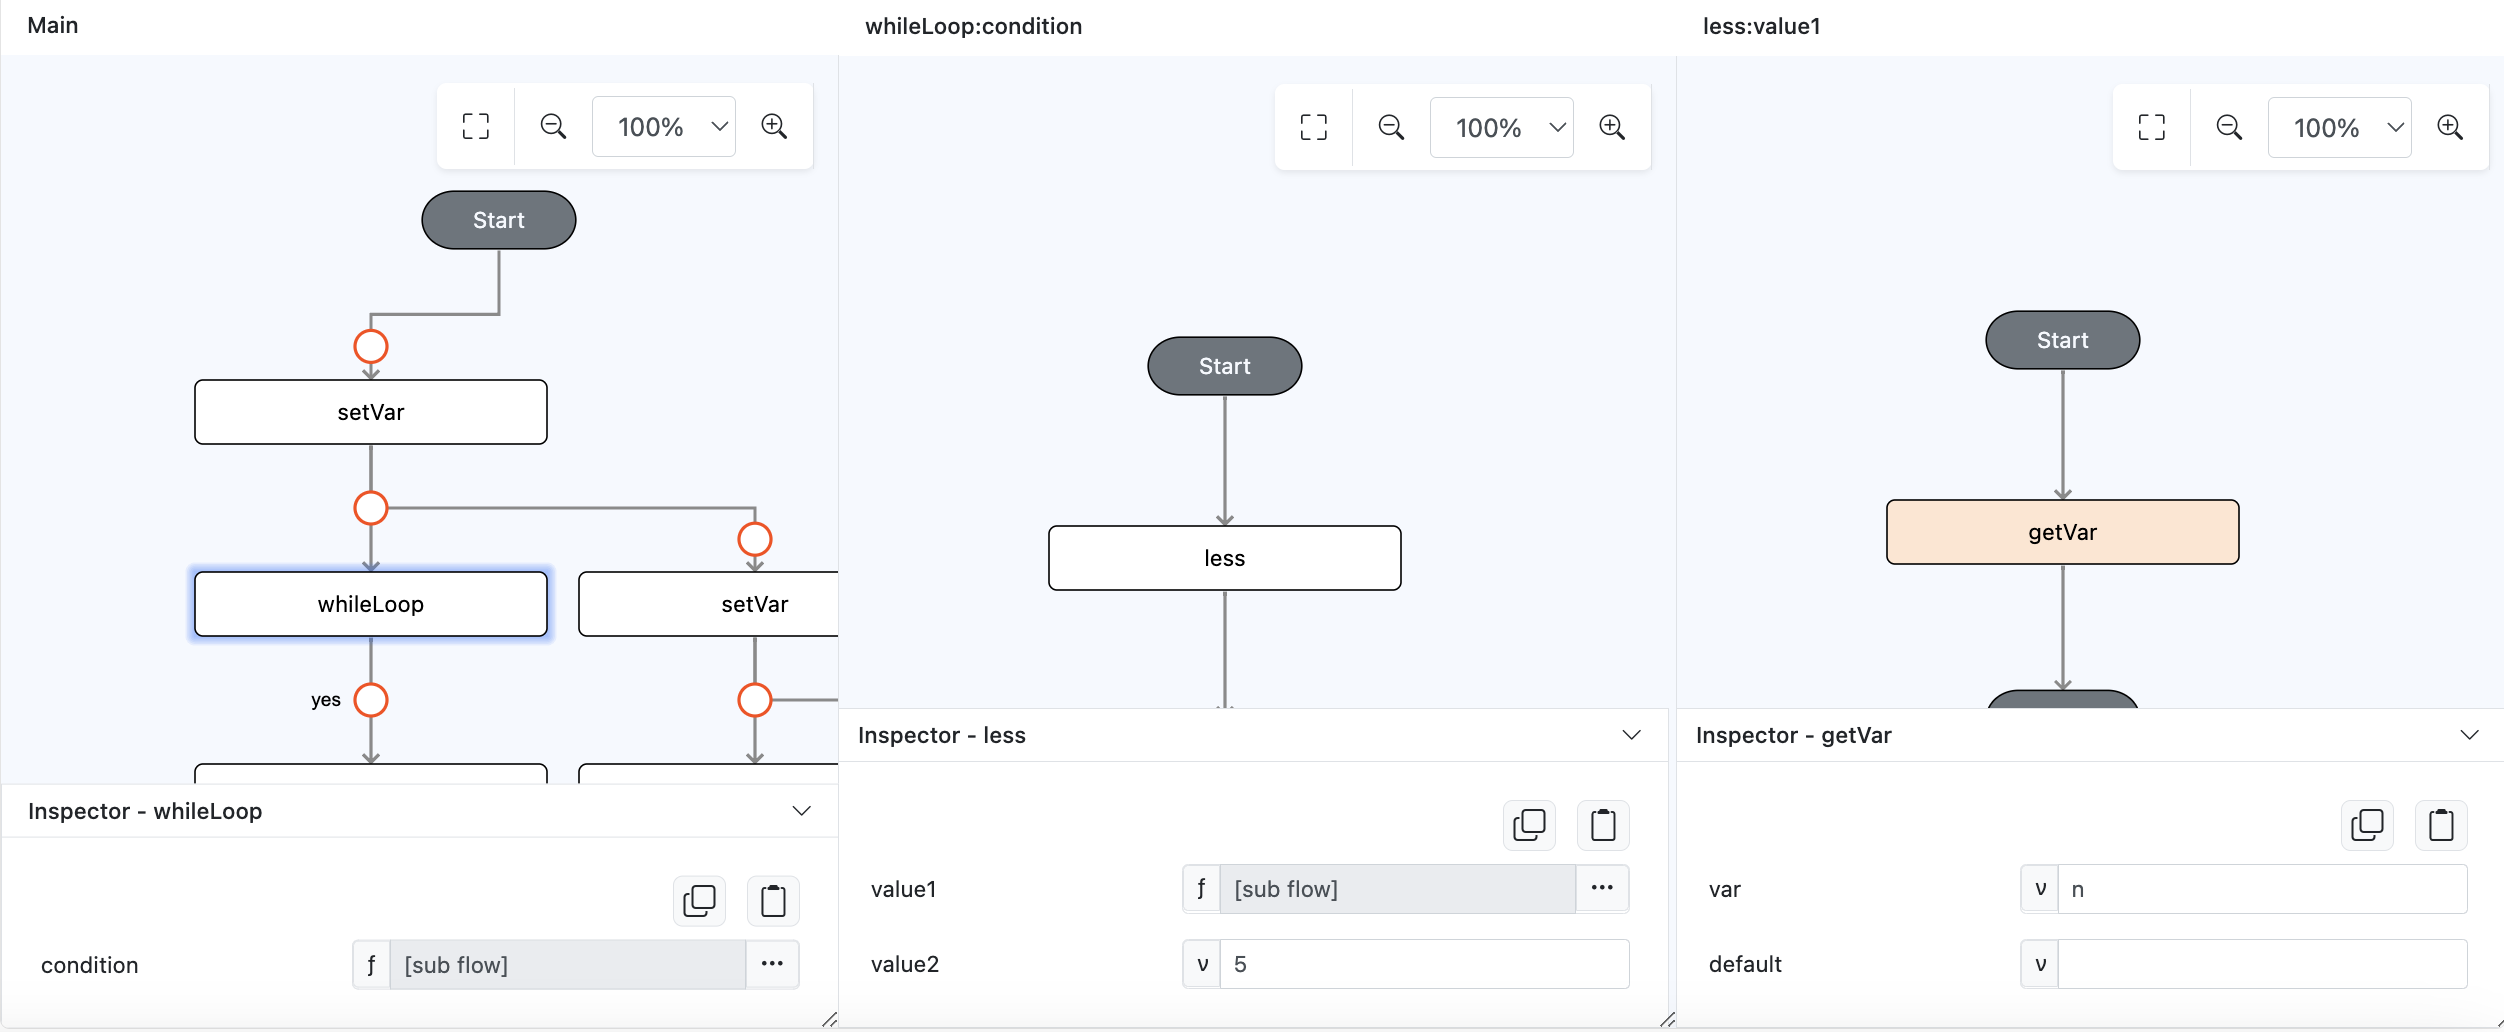 Main
100%
Start
setVar
whileLoop
setVar
yes
Inspector - whileLoop
condition
ƒ
[sub flow]
•••
whileLoop:condition
100%
Start
less
Inspector - less
value1
ƒ
[sub flow]
•••
value2
ν
5
less:value1
100%
Start
getVar
Inspector - getVar
var
ν
n
default
ν